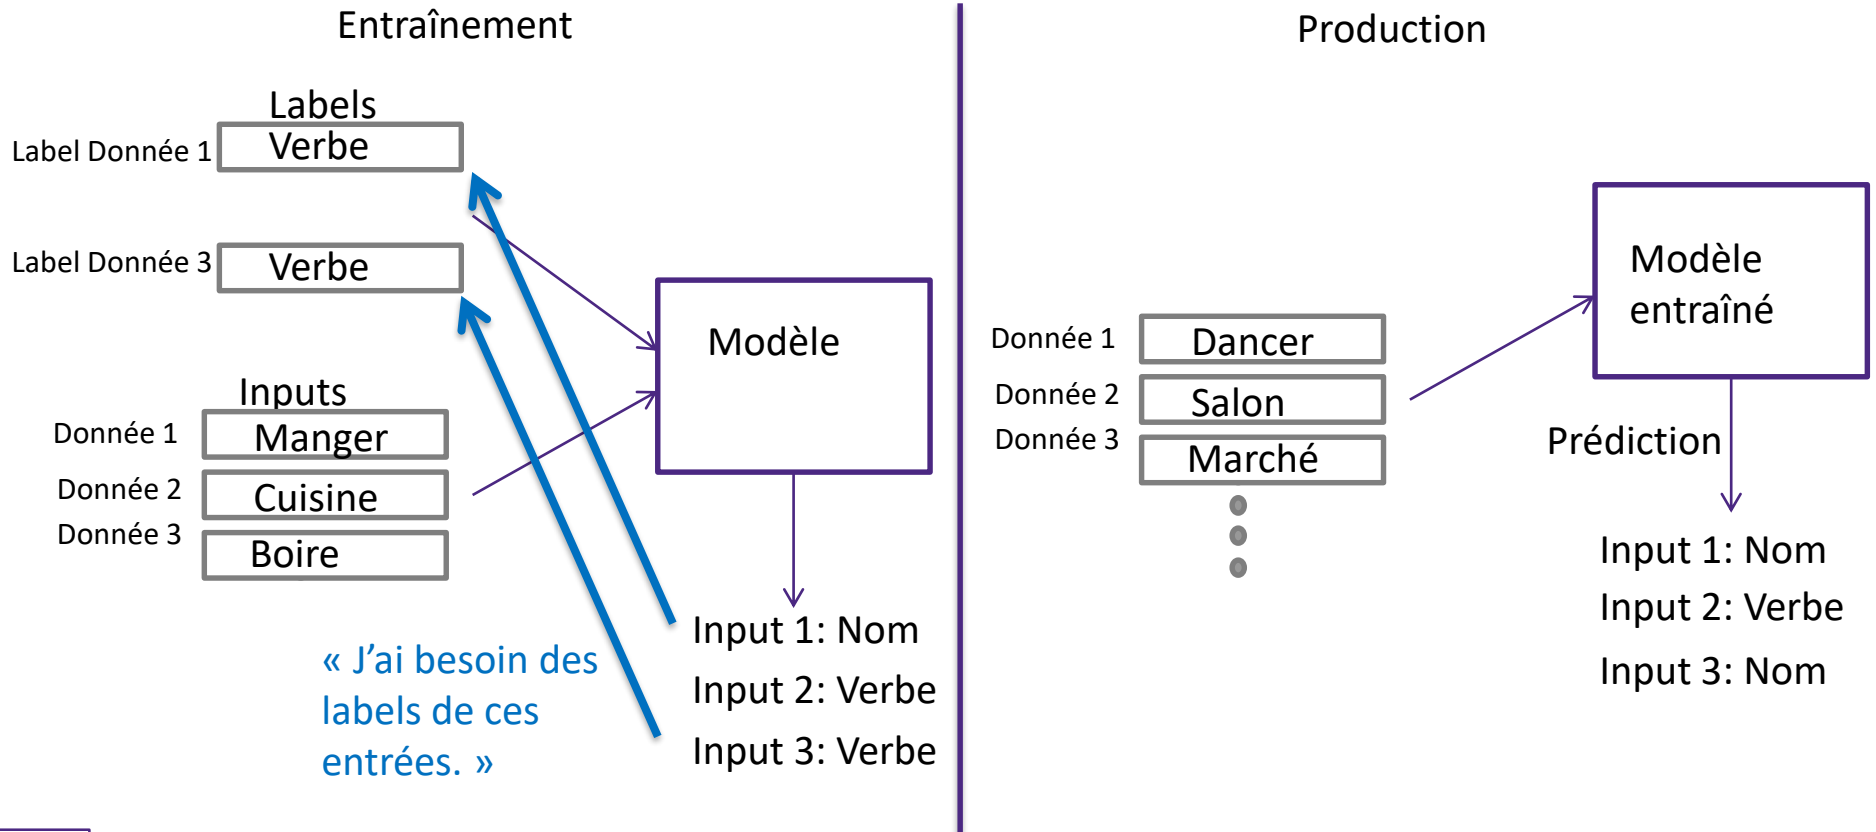 Entraînement
Labels
Label Donnée 1
Verbe
Label Donnée 3
Verbe
Inputs
Donnée 1
Manger
Donnée 2
Cuisine
Donnée 3
Boire
Modèle
« J’ai besoin des
labels de ces
entrées. »
Input 1: Nom
Input 2: Verbe
Input 3: Verbe
Production
Donnée 1
Dancer
Donnée 2
Salon
Donnée 3
Marché
Modèle
entraîné
Prédiction
Input 1: Nom
Input 2: Verbe
Input 3: Nom